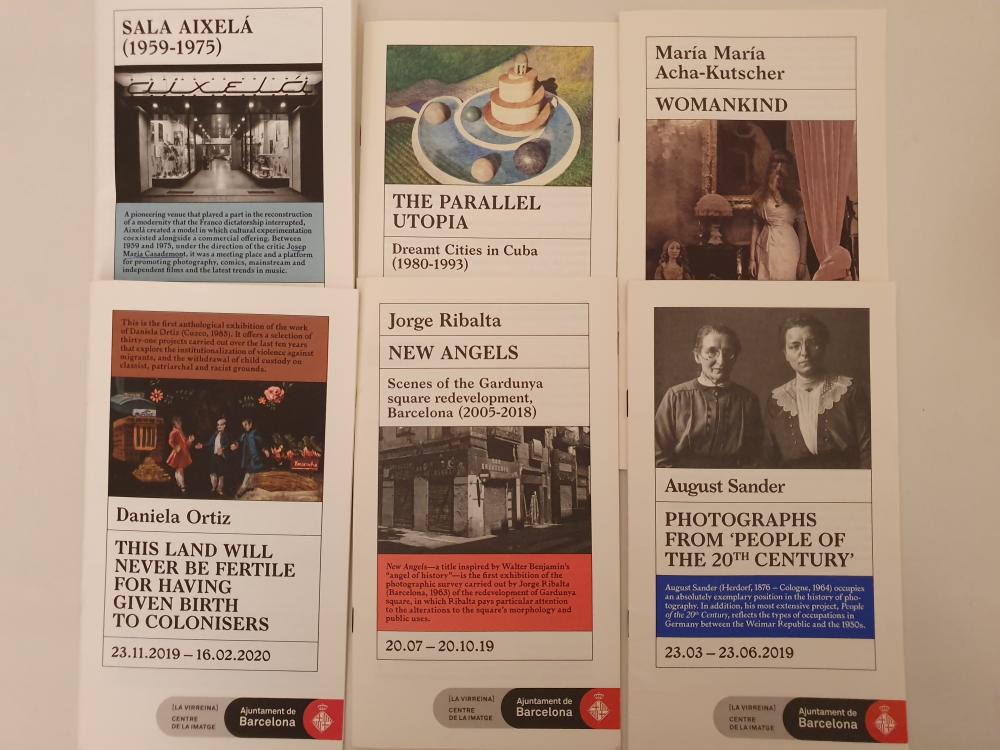 SALA AIXELÁ
(1959-1975)
aixelá
A pioneering venue that played a part in the reconstruction
of a modernity that the Franco dictatorship interrupted,
Aixelá created a model in which cultural experimentation
coexisted alongside a commercial offering. Between
1959 and 1975, under the direction of the critic Josep
Maria Casademont, it was a meeting place and a platform
for promoting photography, comics, mainstream and
independent films and the latest trends in music.
THE PARALLEL
UTOPIA
Dreamt Cities in Cuba
(1980-1993)
María María
Acha-Kutscher
WOMANKIND
This is the first anthological exhibition of the work
of Daniela Ortiz (Cuzco, 1985). It offers a selection of
thirty-one projects carried out over the last ten years
that explore the institutionalization of violence against
migrants, and the withdrawal of child custody on
classist, patriarchal and racist grounds.
Daniela Ortiz
THIS LAND WILL
NEVER BE FERTILE
FOR HAVING
GIVEN BIRTH
TO COLONISERS
23.11.2019 – 16.02.2020
[LA VIRREINA]
CENTRE
DE LA IMATGE
Ajuntament de
Barcelona
Jorge Ribalta
NEW ANGELS
Scenes of the Gardunya
square redevelopment,
Barcelona (2005-2018)
New Angels—a title inspired by Walter Benjamin's
"angel of history"—is the first exhibition of the
photographic survey carried out by Jorge Ribalta
(Barcelona, 1963) of the redevelopment of Gardunya
square, in which Ribalta pays particular attention
to the alterations to the square's morphology and
public uses.
20.07 – 20.10.19
[LA VIRREINA]
CENTRE
DE LA IMATGE
Ajuntament de
Barcelona
August Sander
PHOTOGRAPHS
FROM 'PEOPLE OF
THE 20TH CENTURY'
August Sander (Herdorf, 1876 – Cologne, 1964) occupies
an absolutely exemplary position in the history of pho-
tography. In addition, his most extensive project, People
of the 20th Century, reflects the types of occupations in
Germany between the Weimar Republic and the 1950s.
23.03 – 23.06.2019
[LA VIRREINA]
CENTRE
DE LA IMATGE
Ajuntament de
Barcelona